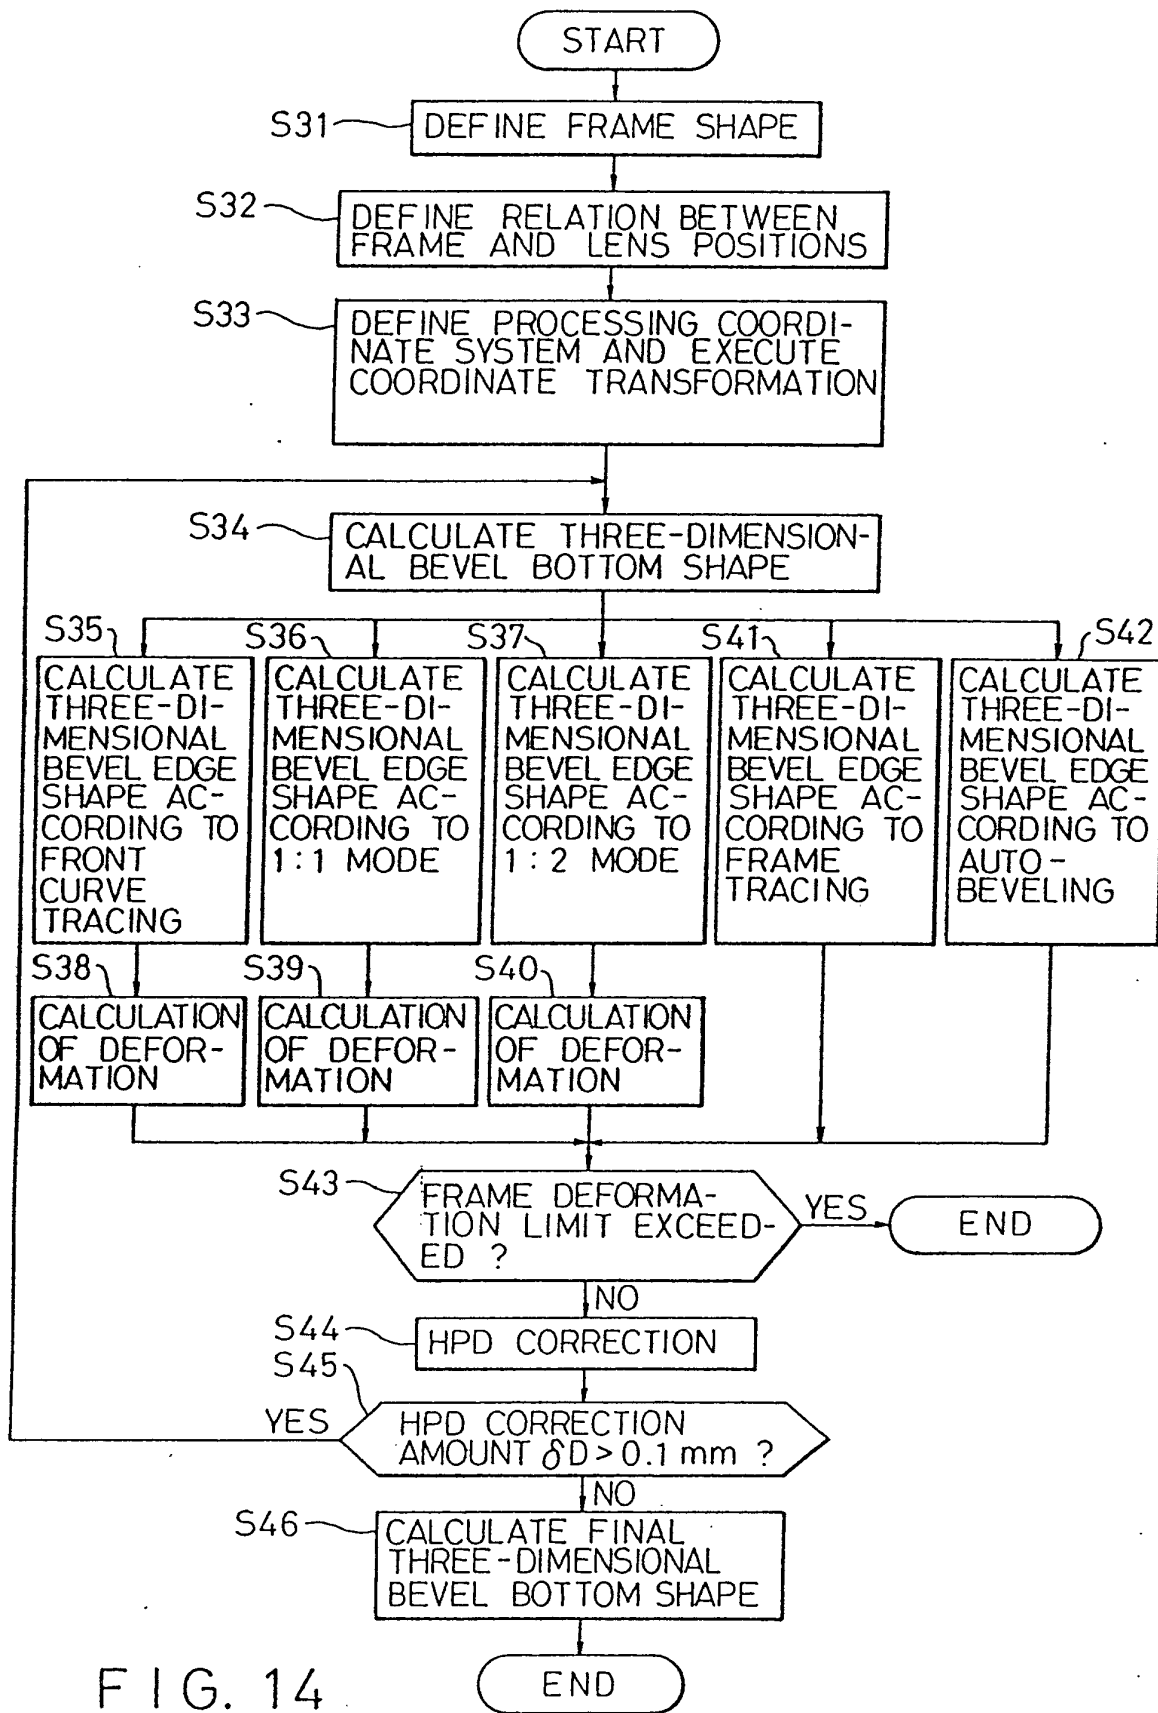 START
S31
DEFINE FRAME SHAPE
S32
DEFINE RELATION BETWEEN
FRAME AND LENS POSITIONS
S33
DEFINE PROCESSING COORDI-
NATE SYSTEM AND EXECUTE
COORDINATE TRANSFORMATION
S34
CALCULATE THREE-DIMENSION-
AL BEVEL BOTTOM SHAPE
S35
CALCULATE
THREE-DI-
MENSIONAL
BEVEL EDGE
SHAPE AC-
CORDING TO
FRONT
CURVE
TRACING
S36
CALCULATE
THREE-DI-
MENSIONAL
BEVEL EDGE
SHAPE AC-
CORDING TO
1:1 MODE
S37
CALCULATE
THREE-DI-
MENSIONAL
BEVEL EDGE
SHAPE AC-
CORDING TO
1:2 MODE
S41
CALCULATE
THREE-DI-
MENSIONAL
BEVEL EDGE
SHAPE AC-
CORDING TO
FRAME
TRACING
S42
CALCULATE
THREE-DI-
MENSIONAL
BEVEL EDGE
SHAPE AC-
CORDING TO
AUTO-
BEVELING
S38
CALCULATION
OF DEFOR-
MATION
S39
CALCULATION
OF DEFOR-
MATION
S40
CALCULATION
OF DEFOR-
MATION
S43
FRAME DEFORMA-
TION LIMIT EXCEED-
ED ?
YES
END
NO
S44
HPD CORRECTION
S45
YES
HPD CORRECTION
AMOUNT δD > 0.1 mm ?
NO
S46
CALCULATE FINAL
THREE-DIMENSIONAL
BEVEL BOTTOM SHAPE
END
FIG. 14